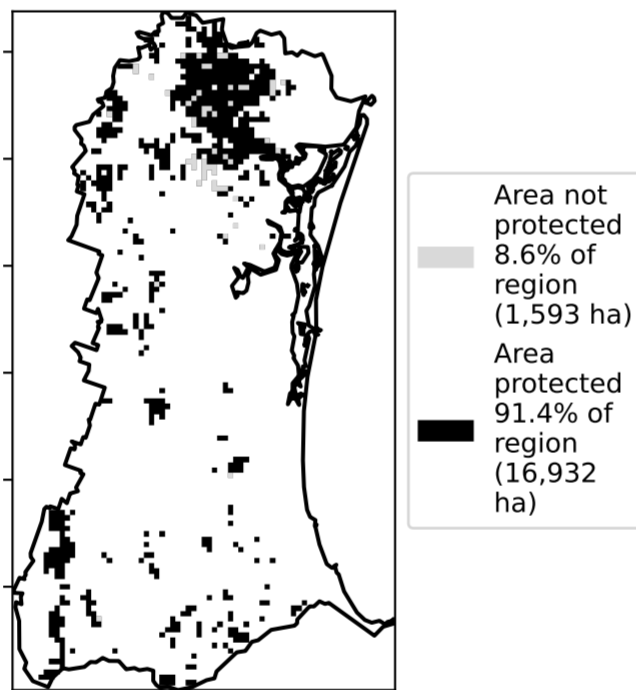 Area not
protected
8.6% of
region
(1,593 ha)
Area
protected
91.4% of
region
(16,932
ha)